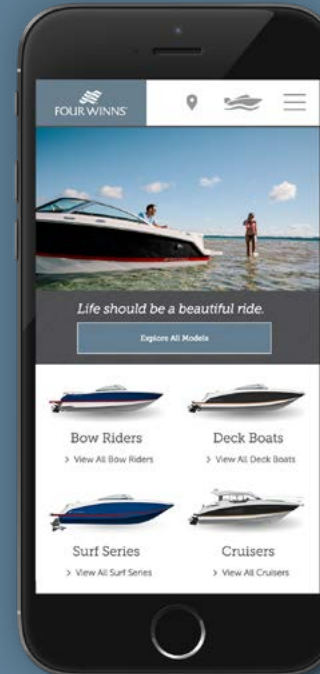 FOUR WINNS
Life should be a beautiful ride.
Explore All Models
Bow Riders
Deck Boats
> View All Bow Riders
> View All Deck Boats
Surf Series
Cruisers
> View All Surf Series
> View All Cruisers